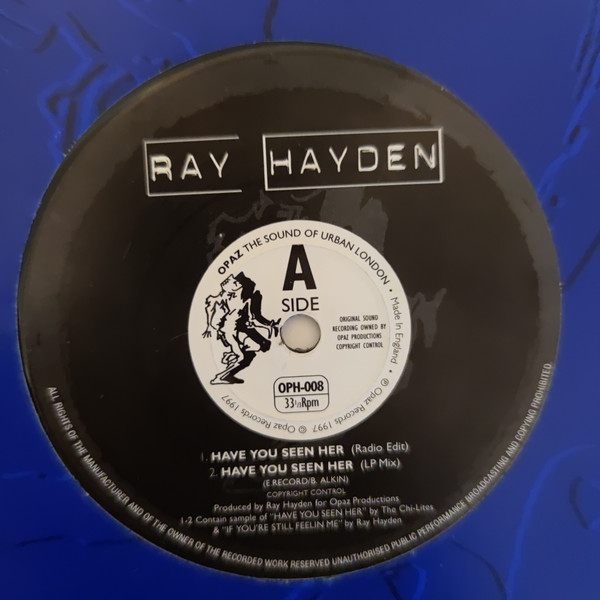 RAY HAYDEN
OPAZ THE SOUND OF URBAN LONDON • Made In England •
A
SIDE
ORIGINAL SOUND
RECORDING OWNED BY
OPAZ PRODUCTIONS
COPYRIGHT CONTROL
OPH-008
33 1/3 Rpm
℗ Opaz Records 1997 © Opaz Records 1997
1. HAVE YOU SEEN HER (Radio Edit)
2. HAVE YOU SEEN HER (LP Mix)
(E RECORD/B. ALKIN)
COPYRIGHT CONTROL
Produced by Ray Hayden for Opaz Productions
1-2 Contain sample of "HAVE YOU SEEN HER" by The Chi-Lites
& "IF YOU'RE STILL FEELIN ME" by Ray Hayden
ALL RIGHTS OF THE MANUFACTURER AND OF THE OWNER OF THE RECORDED WORK RESERVED UNAUTHORISED PUBLIC PERFORMANCE BROADCASTING AND COPYING PROHIBITED.